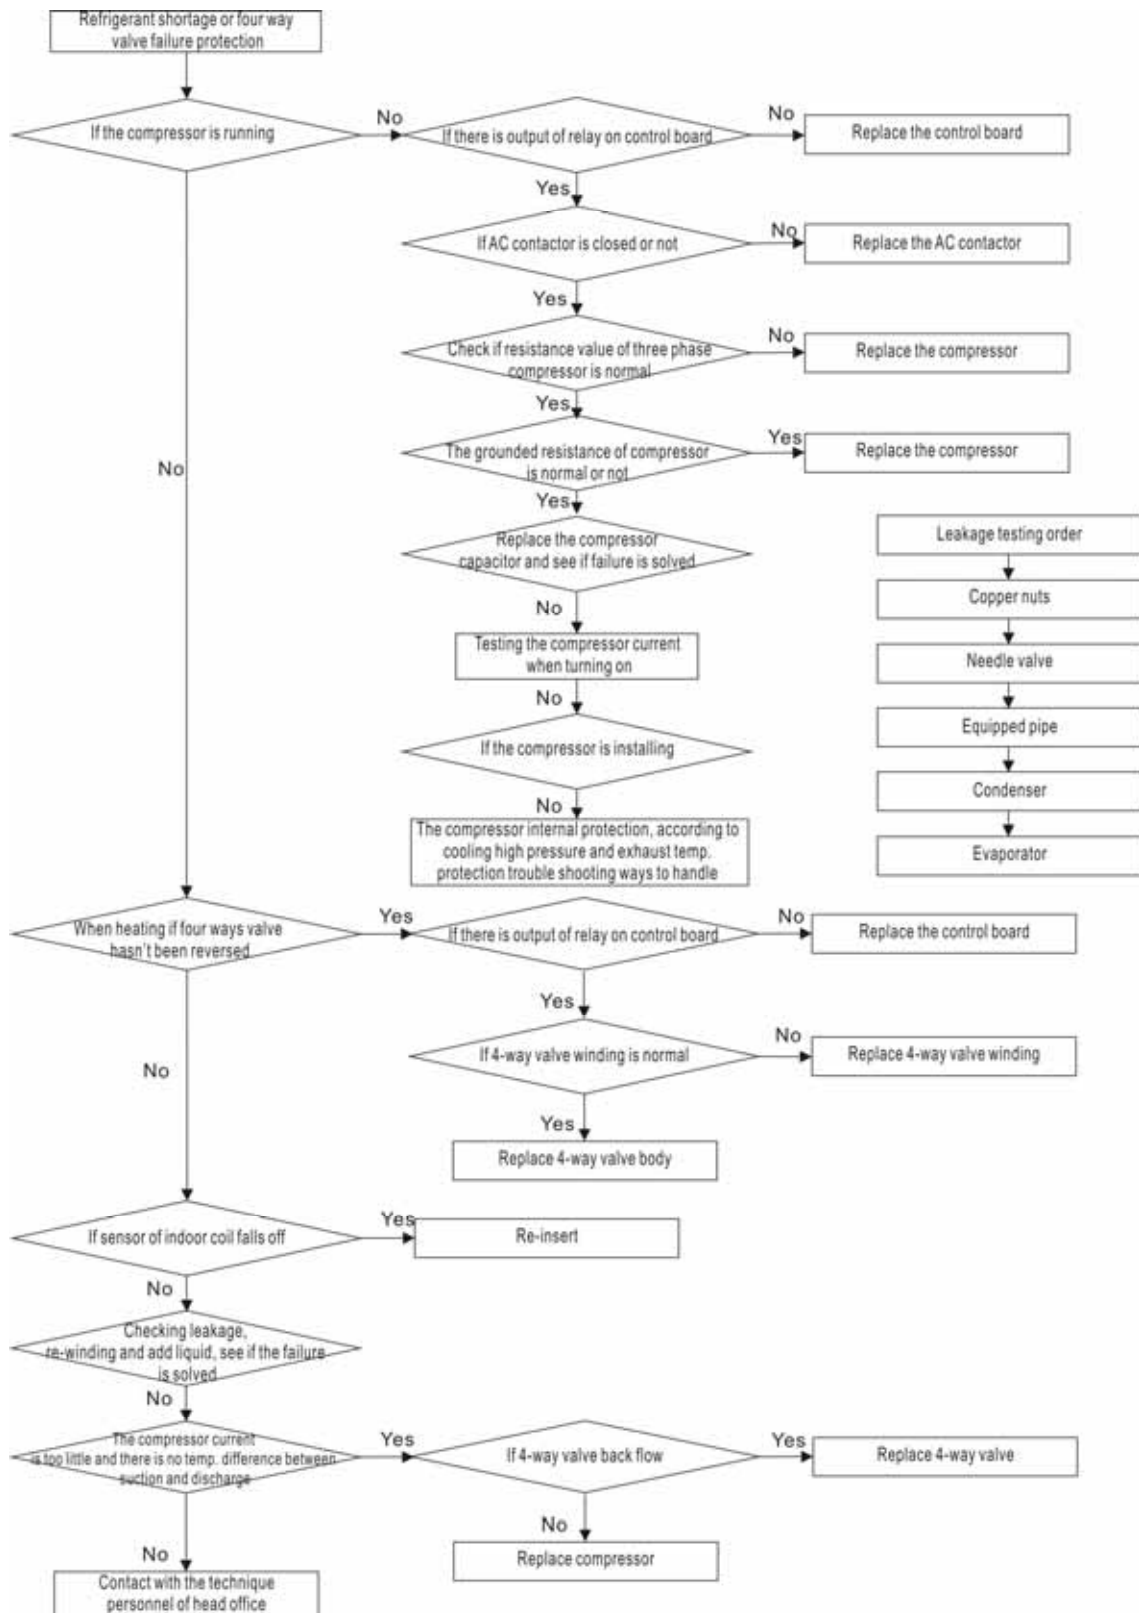 Refrigerant shortage or four way
valve failure protection
If the compressor is running
No
If there is output of relay on control board
No
Replace the control board
Yes
If AC contactor is closed or not
No
Replace the AC contactor
Yes
Check if resistance value of three phase
compressor is normal
No
Replace the compressor
Yes
The grounded resistance of compressor
is normal or not
Yes
Replace the compressor
No
Yes
Replace the compressor
capacitor and see if failure is solved
No
Testing the compressor current
when turning on
No
If the compressor is installing
No
The compressor internal protection, according to
cooling high pressure and exhaust temp.
protection trouble shooting ways to handle
Leakage testing order
Copper nuts
Needle valve
Equipped pipe
Condenser
Evaporator
When heating if four ways valve
hasn't been reversed
Yes
If there is output of relay on control board
No
Replace the control board
Yes
If 4-way valve winding is normal
No
Replace 4-way valve winding
No
Yes
Replace 4-way valve body
If sensor of indoor coil falls off
Yes
Re-insert
No
Checking leakage,
re-winding and add liquid, see if the failure
is solved
No
The compressor current
is too little and there is no temp. difference between
suction and discharge
Yes
If 4-way valve back flow
Yes
Replace 4-way valve
No
Replace compressor
No
Contact with the technique
personnel of head office